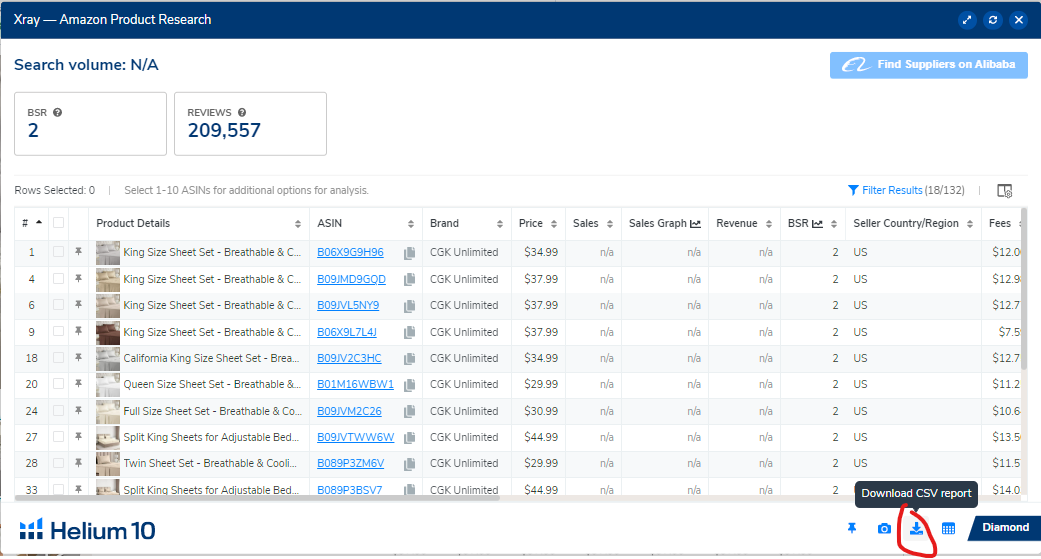 Xray — Amazon Product Research
Search volume: N/A
Find Suppliers on Alibaba
BSR
2
REVIEWS
209,557
Rows Selected: 0 | Select 1-10 ASINs for additional options for analysis.
Filter Results (18/132)
# Product Details ASIN Brand Price Sales Sales Graph Revenue BSR Seller Country/Region Fees
1 King Size Sheet Set - Breathable & C... B06X9G9H96 CGK Unlimited $34.99 n/a n/a n/a 2 US $12.0
4 King Size Sheet Set - Breathable & C... B09JMD9GQD CGK Unlimited $37.99 n/a n/a n/a 2 US $12.9
6 King Size Sheet Set - Breathable & C... B09JVL5NY9 CGK Unlimited $37.99 n/a n/a n/a 2 US $12.7
9 King Size Sheet Set - Breathable & C... B06X9L7L4J CGK Unlimited $37.99 n/a n/a n/a 2 US $7.5
18 California King Size Sheet Set - Brea... B09JV2C3HC CGK Unlimited $34.99 n/a n/a n/a 2 US $12.7
20 Queen Size Sheet Set - Breathable &... B01M16WBW1 CGK Unlimited $29.99 n/a n/a n/a 2 US $11.2
24 Full Size Sheet Set - Breathable & Co... B09JVM2C26 CGK Unlimited $30.99 n/a n/a n/a 2 US $10.6
27 Split King Sheets for Adjustable Bed... B09JVTWW6W CGK Unlimited $44.99 n/a n/a n/a 2 US $13.5
28 Twin Sheet Set - Breathable & Cooli... B089P3ZM6V CGK Unlimited $29.99 n/a n/a n/a 2 US $11.5
33 Split King Sheets for Adjustable Bed... B089P3BSV7 CGK Unlimited $44.99 n/a n/a n/a 2 US $14.0
Download CSV report
Helium 10
Diamond